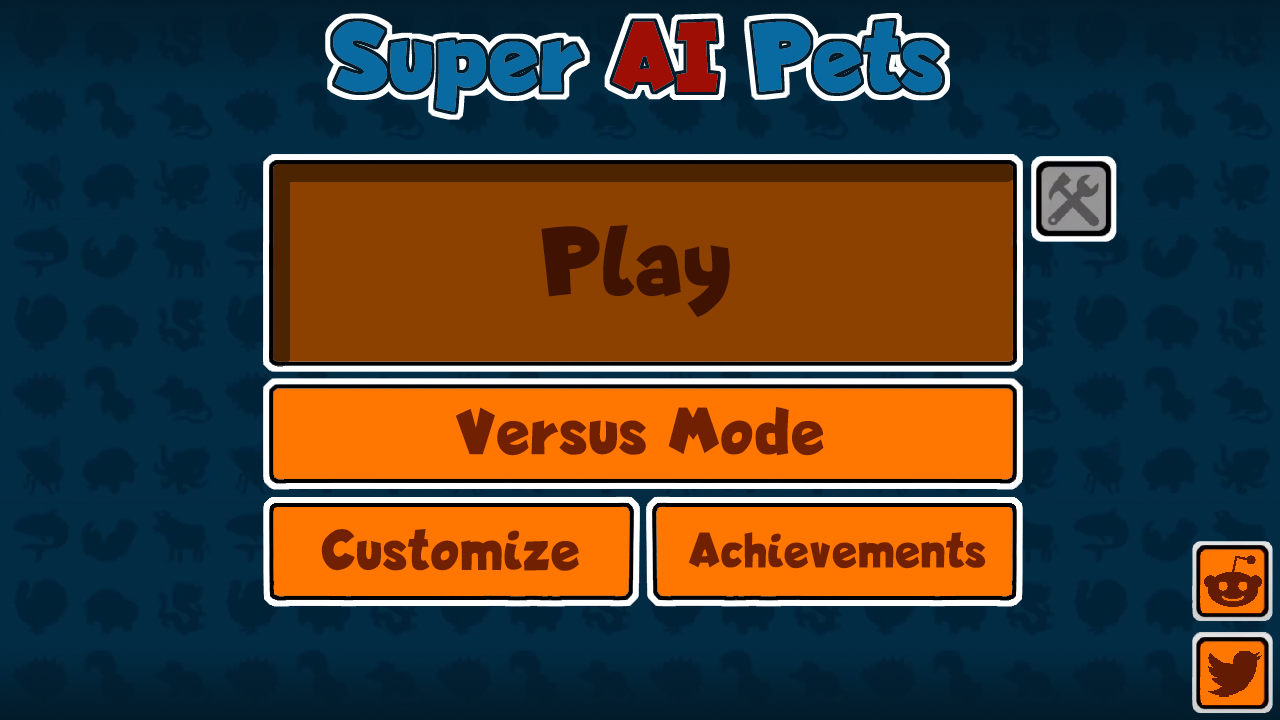 Super AI Pets
Play
Versus Mode
Customize
Achievements